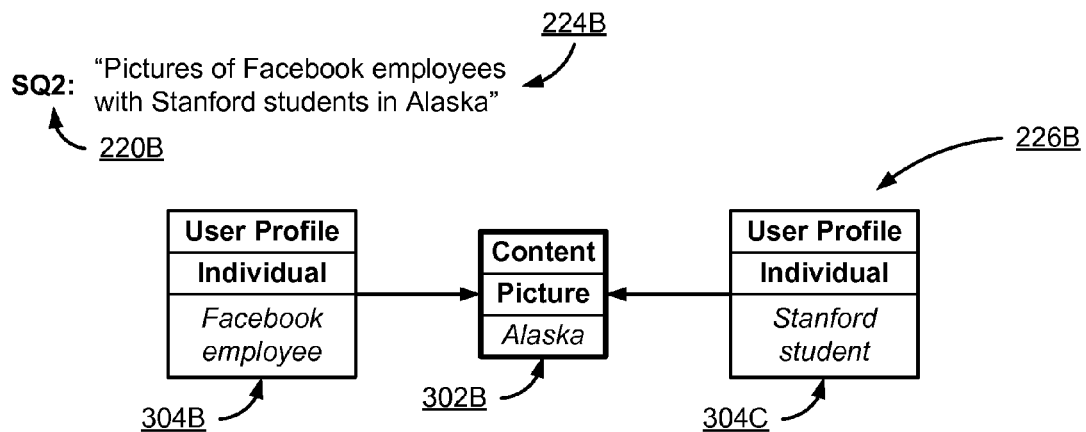 224B
SQ2: “Pictures of Facebook employees
with Stanford students in Alaska”
220B
226B
User Profile
Individual
Facebook
employee
Content
Picture
Alaska
User Profile
Individual
Stanford
student
304B
302B
304C